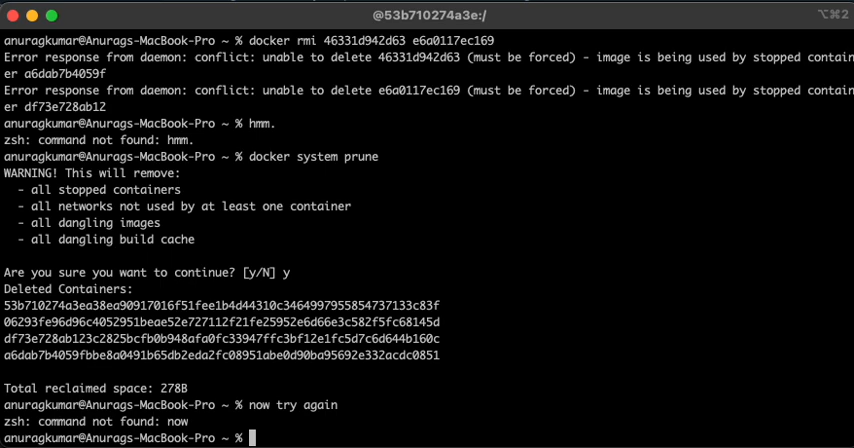 @53b710274a3e:/
⌥⌘2
anuragkumar@Anurags-MacBook-Pro ~ % docker rmi 46331d942d63 e6a0117ec169
Error response from daemon: conflict: unable to delete 46331d942d63 (must be forced) - image is being used by stopped contain
er a6dab7b4059f
Error response from daemon: conflict: unable to delete e6a0117ec169 (must be forced) - image is being used by stopped contain
er df73e728ab12
anuragkumar@Anurags-MacBook-Pro ~ % hmm.
zsh: command not found: hmm.
anuragkumar@Anurags-MacBook-Pro ~ % docker system prune
WARNING! This will remove:
- all stopped containers
- all networks not used by at least one container
- all dangling images
- all dangling build cache
Are you sure you want to continue? [y/N] y
Deleted Containers:
53b710274a3ea38ea90917016f51fee1b4d44310c3464997955854737133c83f
06293fe96d96c4052951beae52e727112f21fe25952e6d66e3c582f5fc68145d
df73e728ab123c2825bcfb0b948afa0fc33947ffc3bf12e1fc5d7c6d644b160c
a6dab7b4059fbbe8a0491b65db2eda2fc08951abe0d90ba95692e332acdc0851
Total reclaimed space: 278B
anuragkumar@Anurags-MacBook-Pro ~ % now try again
zsh: command not found: now
anuragkumar@Anurags-MacBook-Pro ~ %